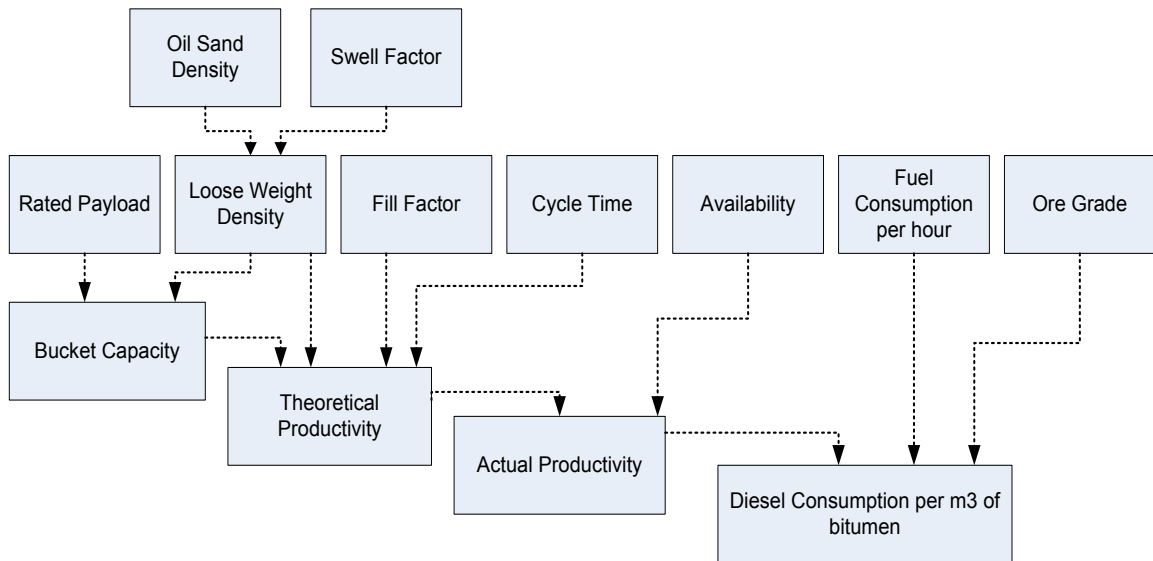 Oil Sand
Density
Swell Factor
Rated Payload
Loose Weight
Density
Fill Factor
Cycle Time
Availability
Fuel
Consumption
per hour
Ore Grade
Bucket Capacity
Theoretical
Productivity
Actual Productivity
Diesel Consumption per m3 of
bitumen